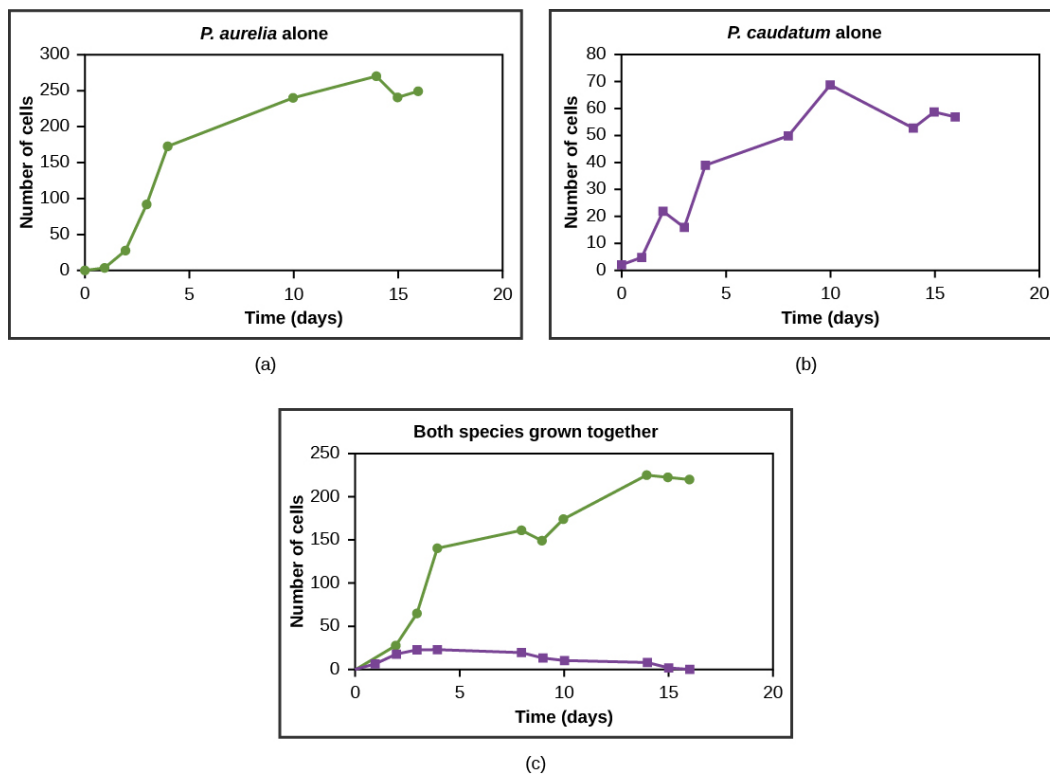 P. aurelia alone
300
250
200
150
100
50
0
Number of cells
0 5 10 15 20
Time (days)
(a)
P. caudatum alone
80
70
60
50
40
30
20
10
0
Number of cells
0 5 10 15 20
Time (days)
(b)
Both species grown together
250
200
150
100
50
0
Number of cells
0 5 10 15 20
Time (days)
(c)